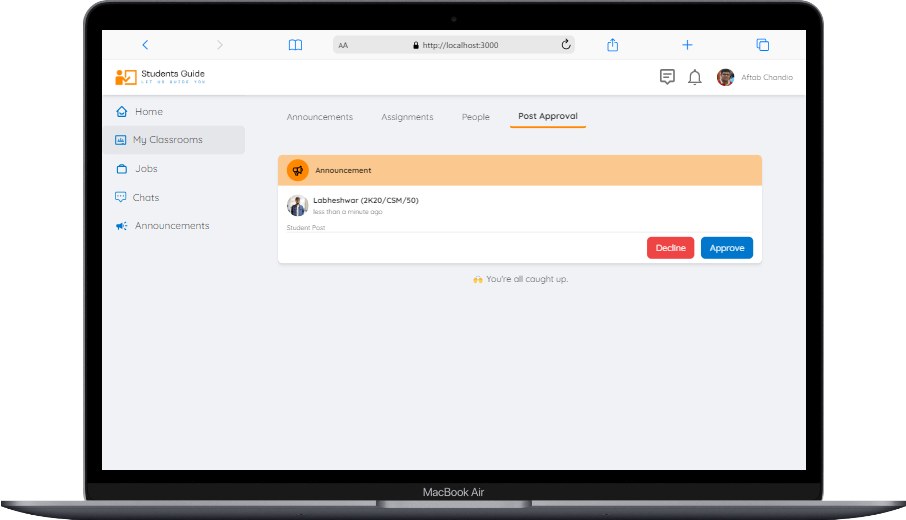 AA
http://localhost:3000
Students Guide
LET US GUIDE YOU
Aftab Chandio
Home
My Classrooms
Jobs
Chats
Announcements
Announcements Assignments People Post Approval
Announcement
Labheshwar (2K20/CSM/50)
less than a minute ago
Student Post
Decline Approve
You're all caught up.
MacBook Air